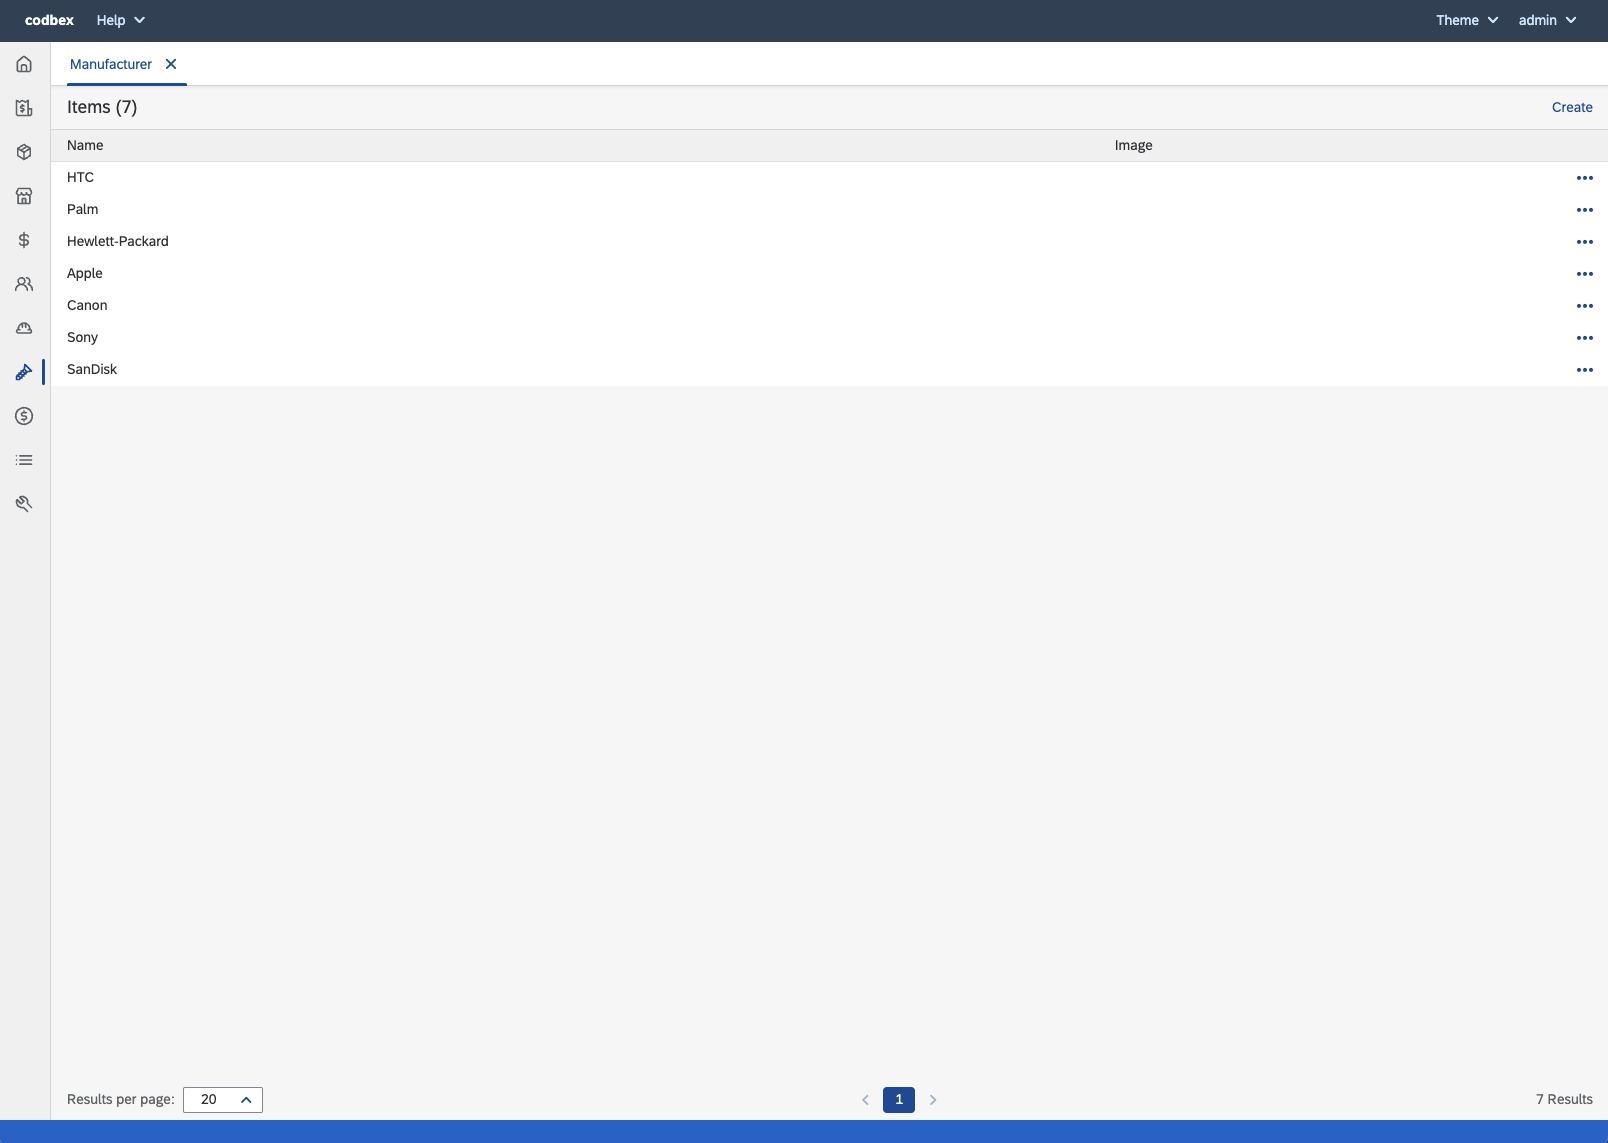 codbex Help Theme admin
Manufacturer
Items (7) Create
Name Image
HTC
Palm
Hewlett-Packard
Apple
Canon
Sony
SanDisk
Results per page: 20 1 7 Results